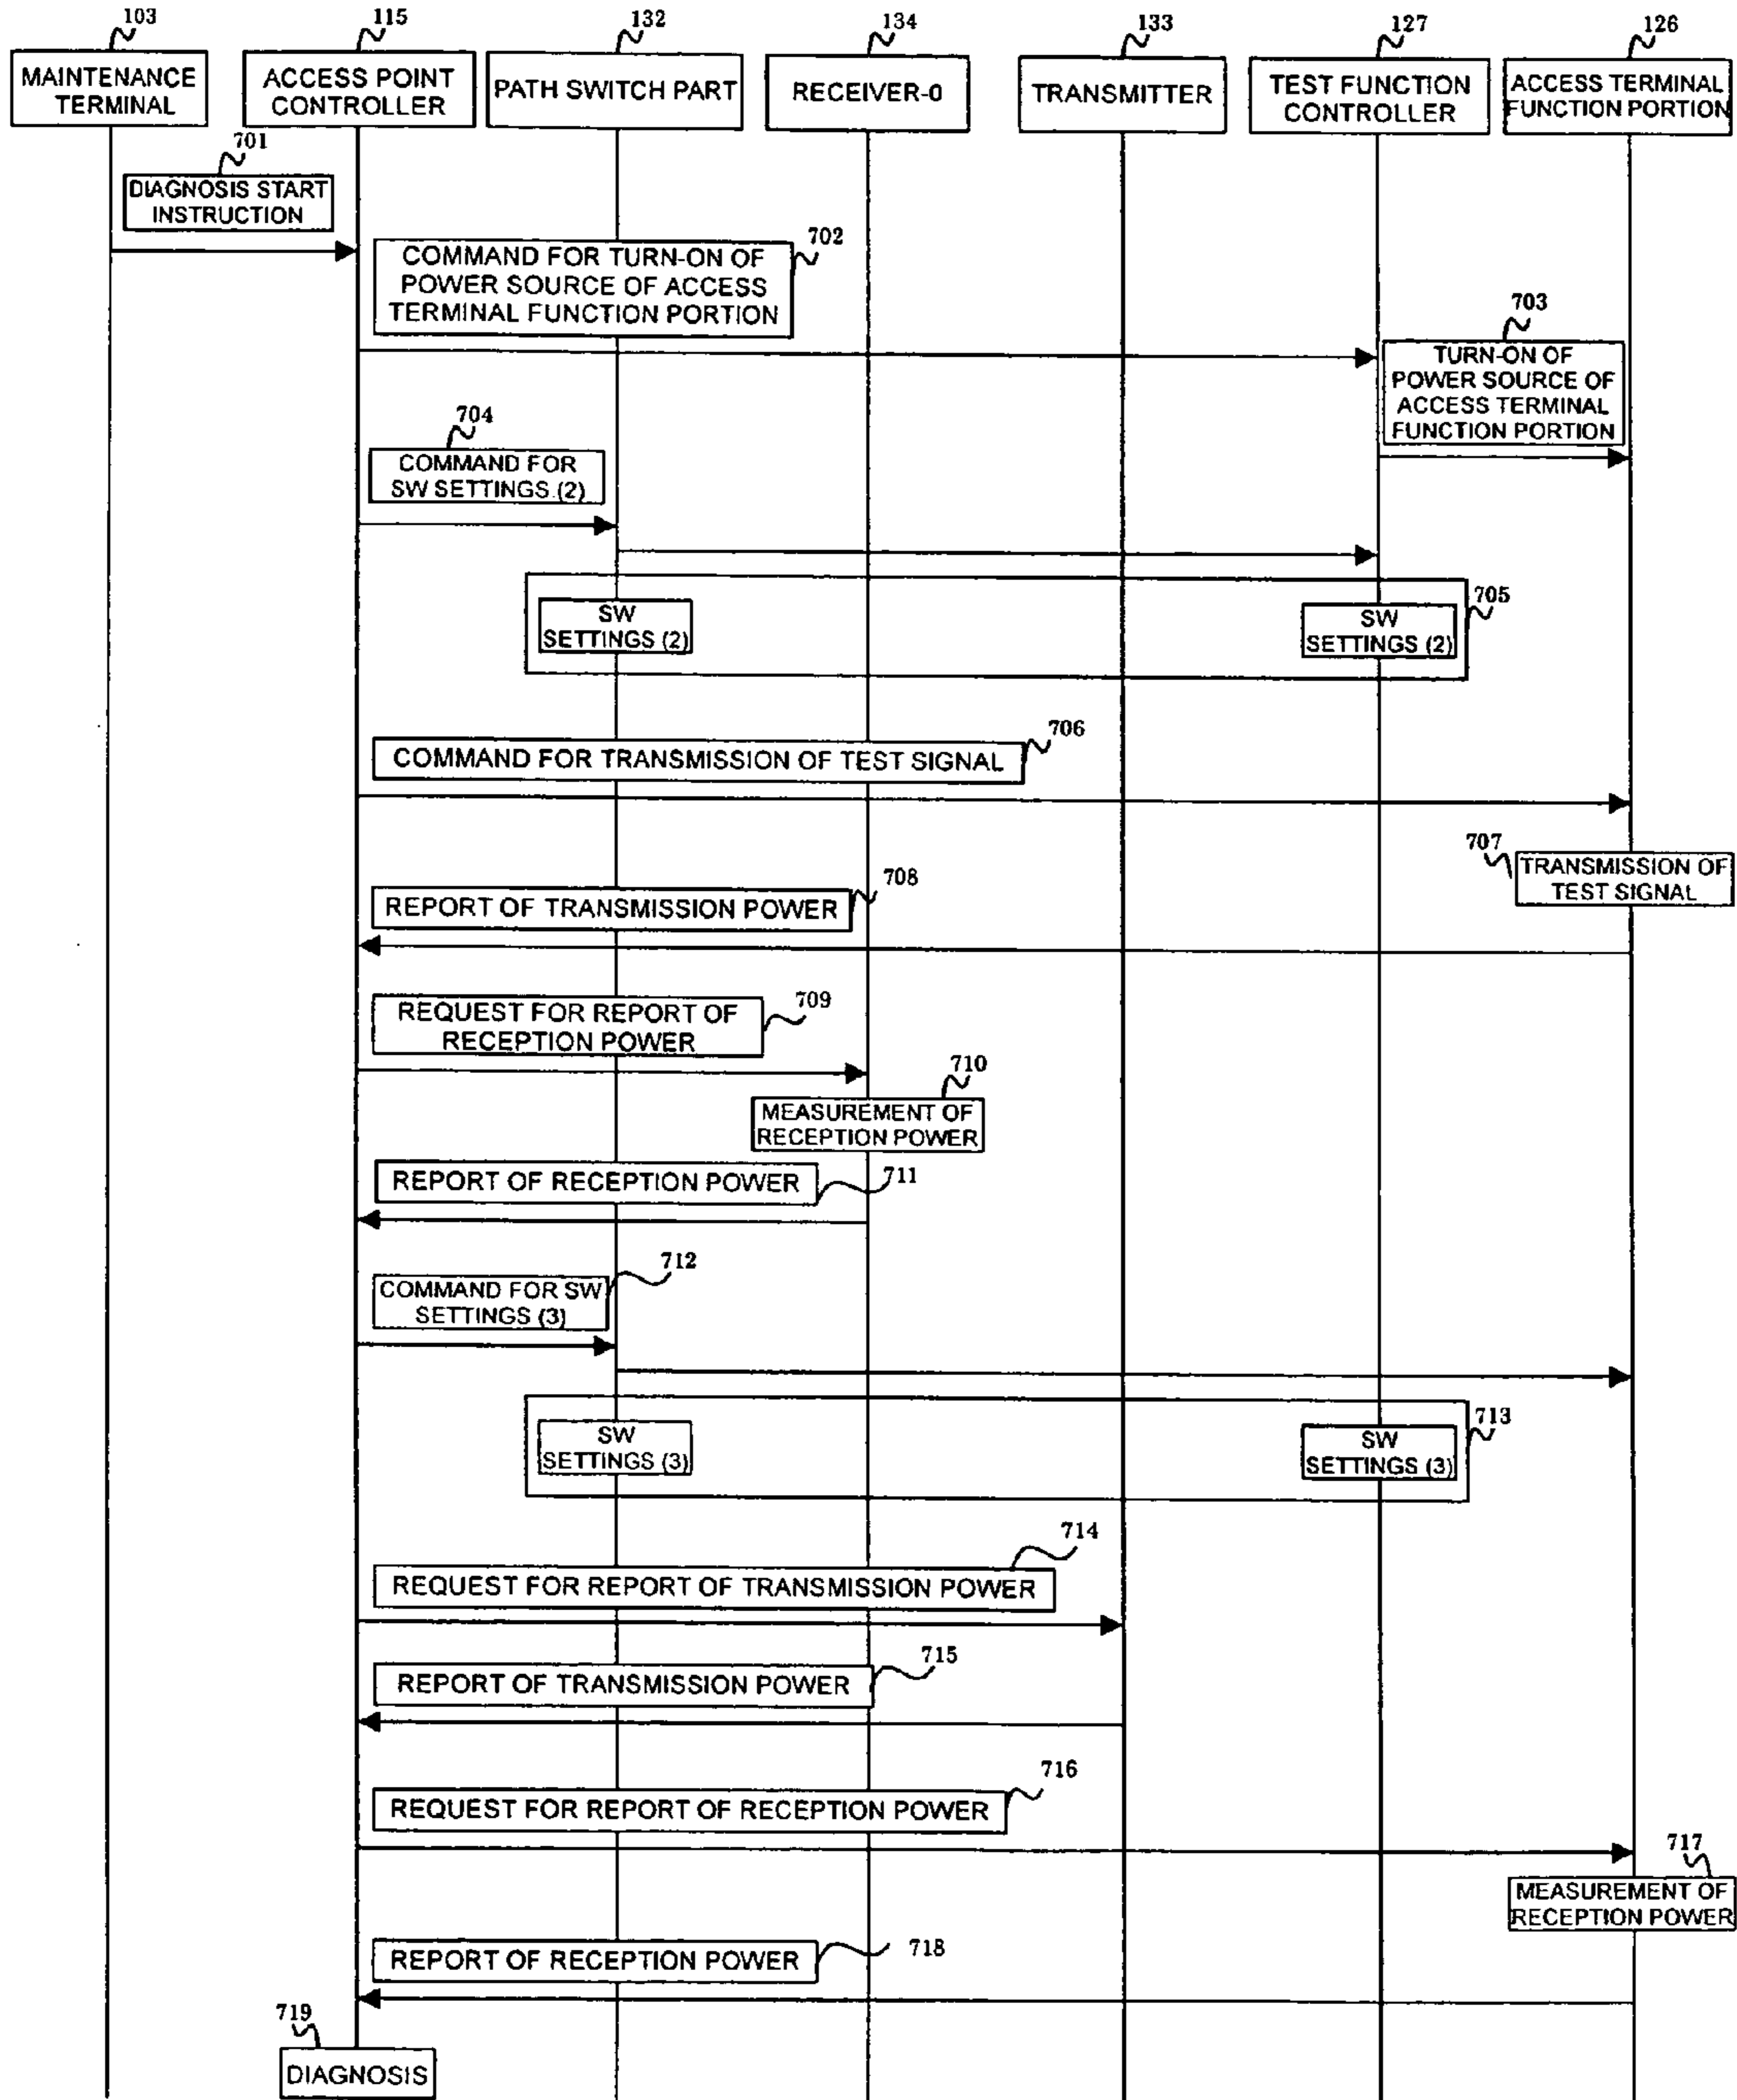 103
115
132
134
133
127
126
MAINTENANCE
TERMINAL
ACCESS POINT
CONTROLLER
PATH SWITCH PART
RECEIVER-0
TRANSMITTER
TEST FUNCTION
CONTROLLER
ACCESS TERMINAL
FUNCTION PORTION
701
DIAGNOSIS START
INSTRUCTION
702
COMMAND FOR TURN-ON OF
POWER SOURCE OF ACCESS
TERMINAL FUNCTION PORTION
703
TURN-ON OF
POWER SOURCE OF
ACCESS TERMINAL
FUNCTION PORTION
704
COMMAND FOR
SW SETTINGS (2)
705
SW
SETTINGS (2)
SW
SETTINGS (2)
706
COMMAND FOR TRANSMISSION OF TEST SIGNAL
707
TRANSMISSION OF
TEST SIGNAL
708
REPORT OF TRANSMISSION POWER
709
REQUEST FOR REPORT OF
RECEPTION POWER
710
MEASUREMENT OF
RECEPTION POWER
711
REPORT OF RECEPTION POWER
712
COMMAND FOR SW
SETTINGS (3)
713
SW
SETTINGS (3)
SW
SETTINGS (3)
714
REQUEST FOR REPORT OF TRANSMISSION POWER
715
REPORT OF TRANSMISSION POWER
716
REQUEST FOR REPORT OF RECEPTION POWER
717
MEASUREMENT OF
RECEPTION POWER
718
REPORT OF RECEPTION POWER
719
DIAGNOSIS